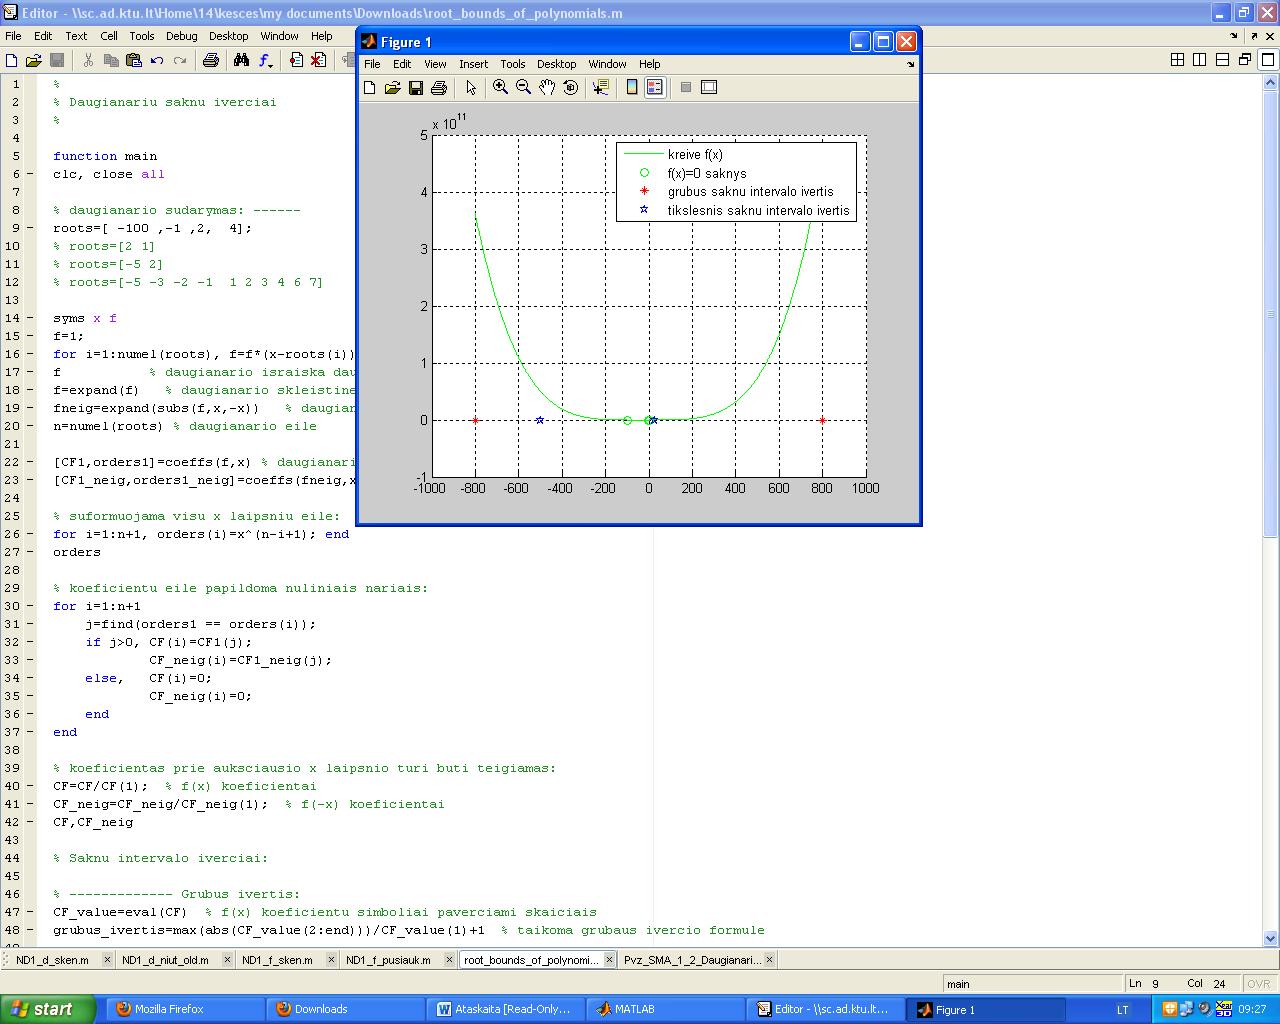 Editor - \\sc.ad.ktu.lt\Home\14\kesces\my documents\Downloads\root_bounds_of_polynomials.m
File Edit Text Cell Tools Debug Desktop Window Help
1 %
2 % Daugianariu saknu iverciai
3 %
4
5 function main
6 - clc, close all
7
8 % daugianario sudarymas: ------
9 - roots=[ -100 ,-1 ,2,  4];
10 % roots=[2 1]
11 % roots=[-5 2]
12 % roots=[-5 -3 -2 -1  1 2 3 4 6 7]
13
14 - syms x f
15 - f=1;
16 - for i=1:numel(roots), f=f*(x-roots(i))
17 - f % daugianario israiska dau
18 - f=expand(f) % daugianario skleistine
19 - fneig=expand(subs(f,x,-x)) % daugian
20 - n=numel(roots) % daugianario eile
21
22 - [CF1,orders1]=coeffs(f,x) % daugianari
23 - [CF1_neig,orders1_neig]=coeffs(fneig,x
24
25 % suformuojama visu x laipsniu eile:
26 - for i=1:n+1, orders(i)=x^(n-i+1); end
27 - orders
28
29 % koeficientu eile papildoma nuliniais nariais:
30 - for i=1:n+1
31 - j=find(orders1 == orders(i));
32 - if j>0, CF(i)=CF1(j);
33 - CF_neig(i)=CF1_neig(j);
34 - else, CF(i)=0;
35 - CF_neig(i)=0;
36 - end
37 - end
38
39 % koeficientas prie auksciausio x laipsnio turi buti teigiamas:
40 - CF=CF/CF(1); % f(x) koeficientai
41 - CF_neig=CF_neig/CF_neig(1); % f(-x) koeficientai
42 - CF,CF_neig
43
44 % Saknu intervalo iverciai:
45
46 % ------------- Grubus ivertis:
47 - CF_value=eval(CF) % f(x) koeficientu simboliai paverciami skaiciais
48 - grubus_ivertis=max(abs(CF_value(2:end)))/CF_value(1)+1 % taikoma grubaus ivercio formule
Figure 1
File Edit View Insert Tools Desktop Window Help
x 10^11
5
4
3
2
1
0
-1
-1000 -800 -600 -400 -200 0 200 400 600 800 1000
kreive f(x)
f(x)=0 saknys
grubus saknu intervalo ivertis
tikslesnis saknu intervalo ivertis
ND1_d_sken.m ND1_d_niut_old.m ND1_f_sken.m ND1_f_pusiauk.m root_bounds_of_polynomi... Pvz_SMA_1_2_Daugianari...
main Ln 9 Col 24 OVR
start Mozilla Firefox Downloads Ataskaita [Read-Only... MATLAB Editor - \\sc.ad.ktu.lt... Figure 1 LT 09:27